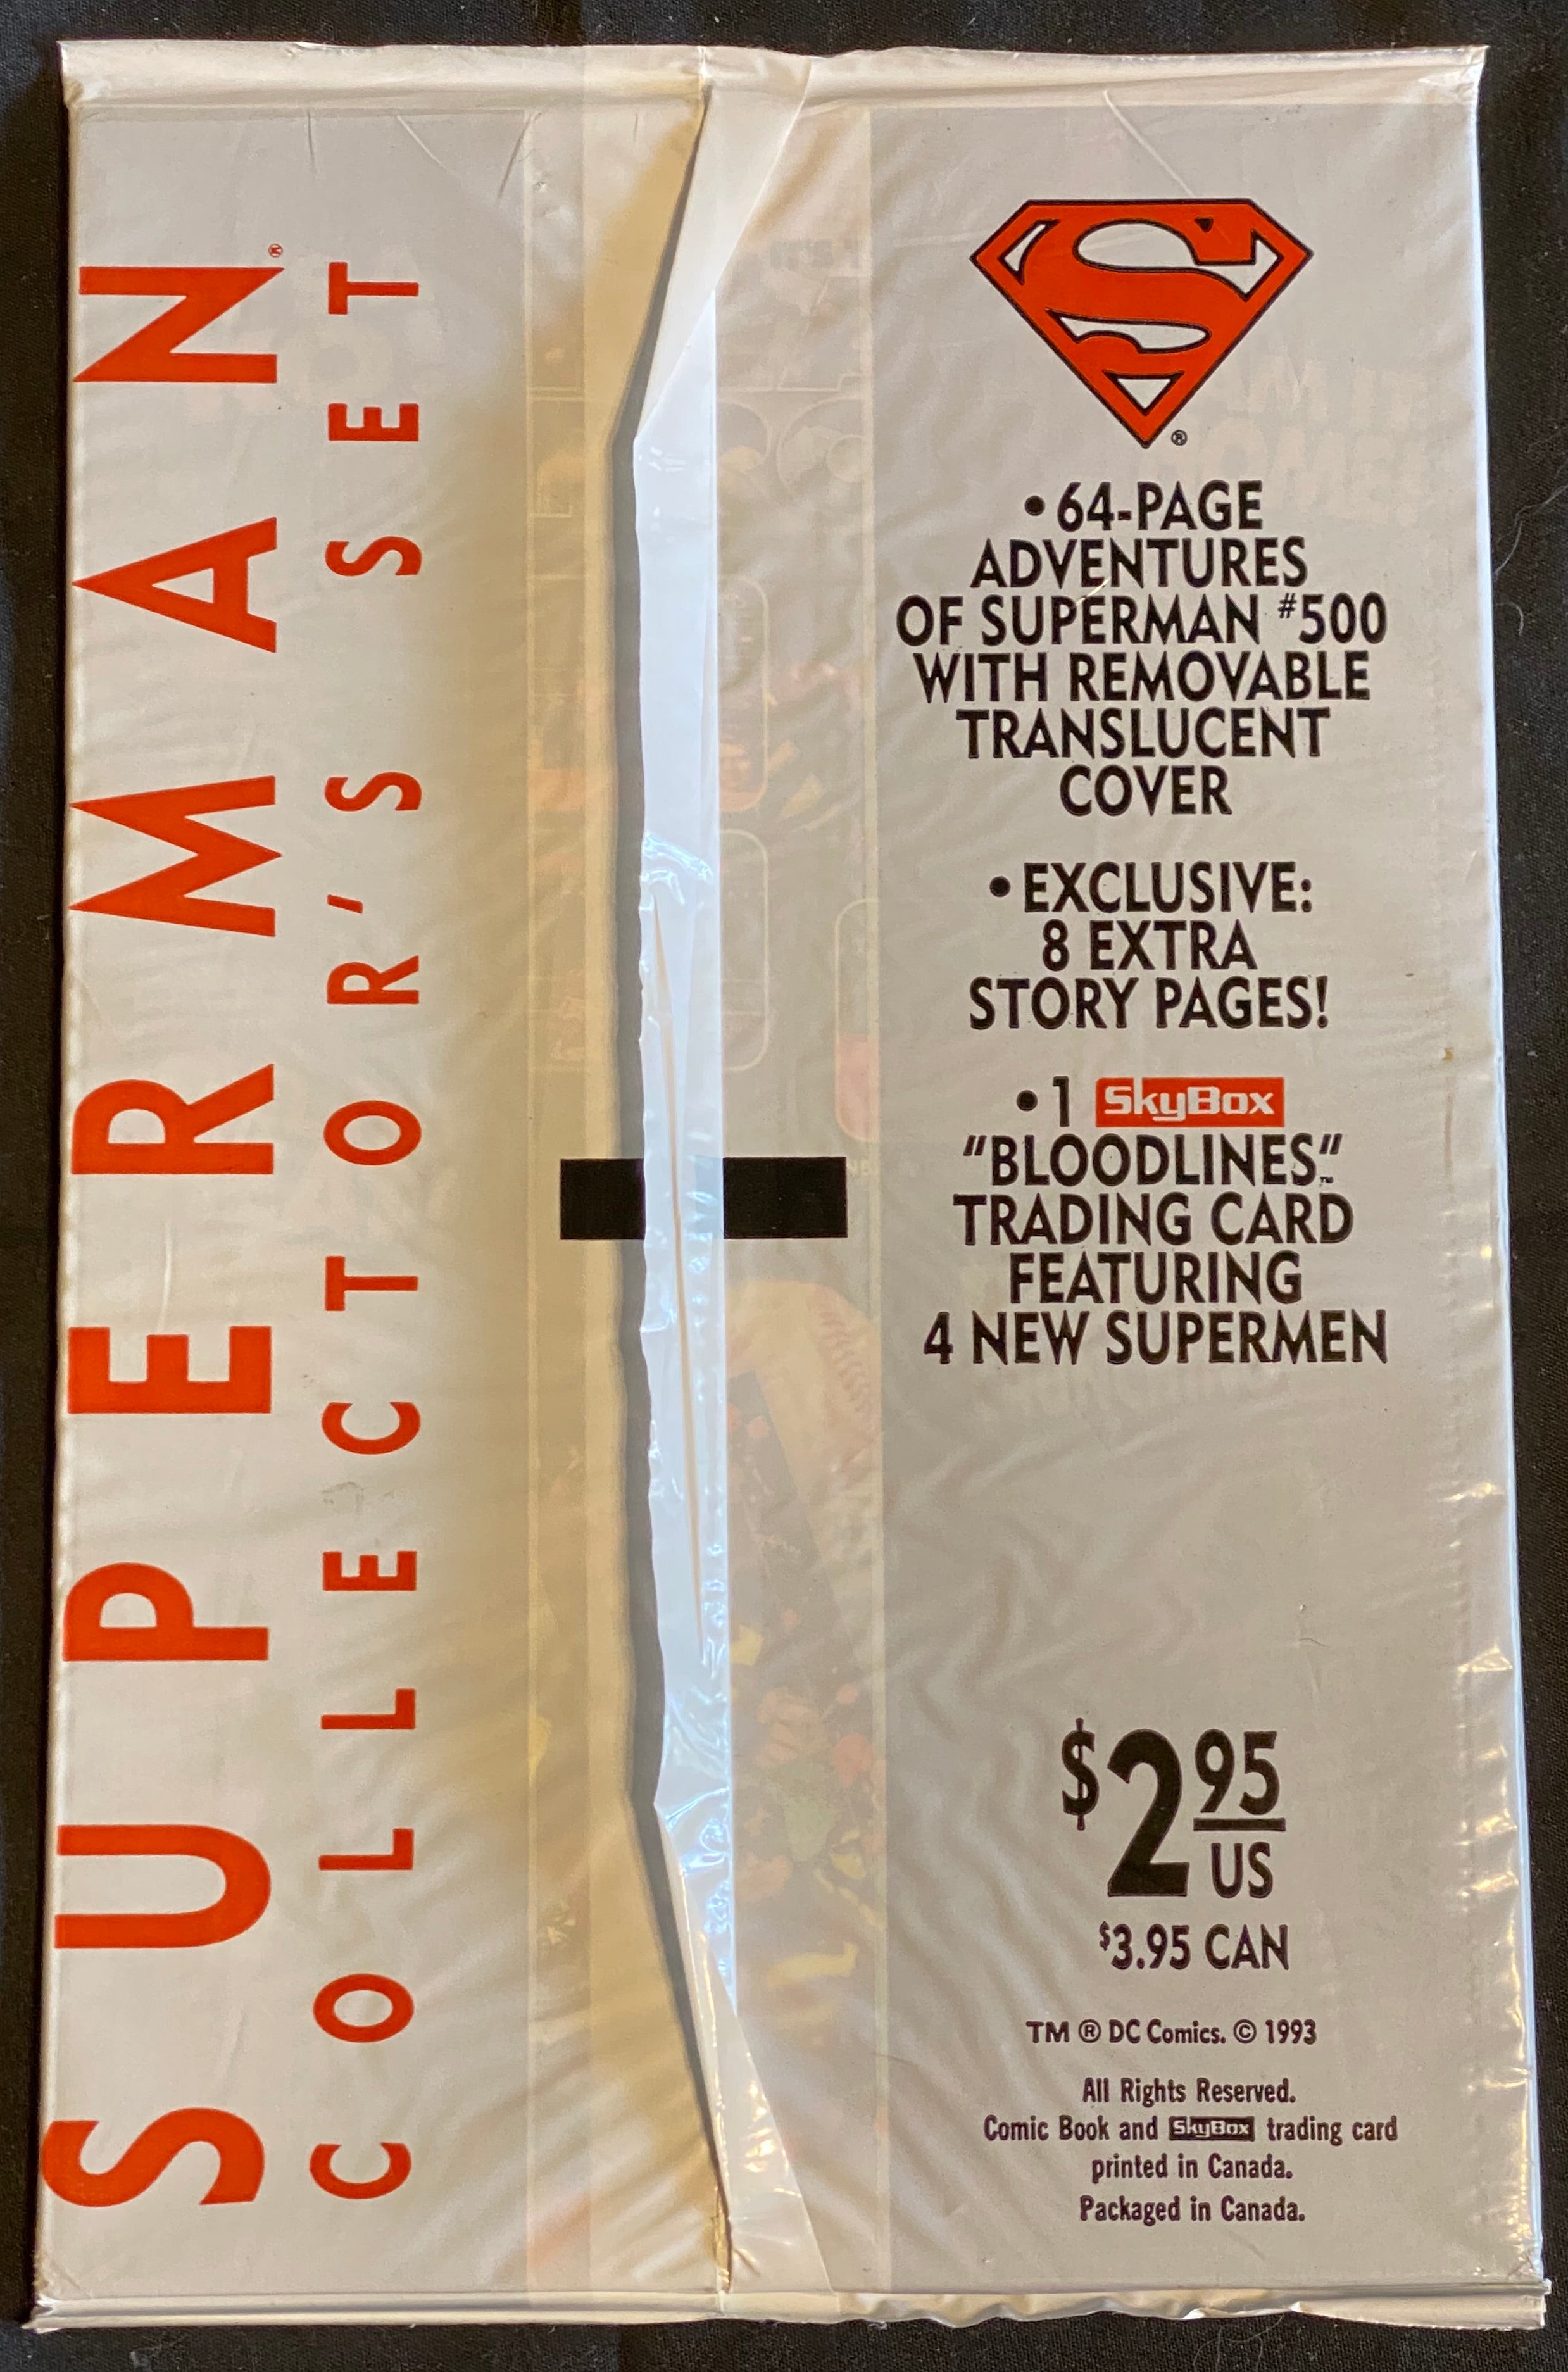 SUPERMAN®
COLLECTOR'S SET
S®
•64-PAGE
ADVENTURES
OF SUPERMAN #500
WITH REMOVABLE
TRANSLUCENT
COVER
•EXCLUSIVE:
8 EXTRA
STORY PAGES!
•1 SkyBox
"BLOODLINES"™
TRADING CARD
FEATURING
4 NEW SUPERMEN
$2 95
US
$3.95 CAN
TM ® DC Comics. © 1993
All Rights Reserved.
Comic Book and SkyBox trading card
printed in Canada.
Packaged in Canada.